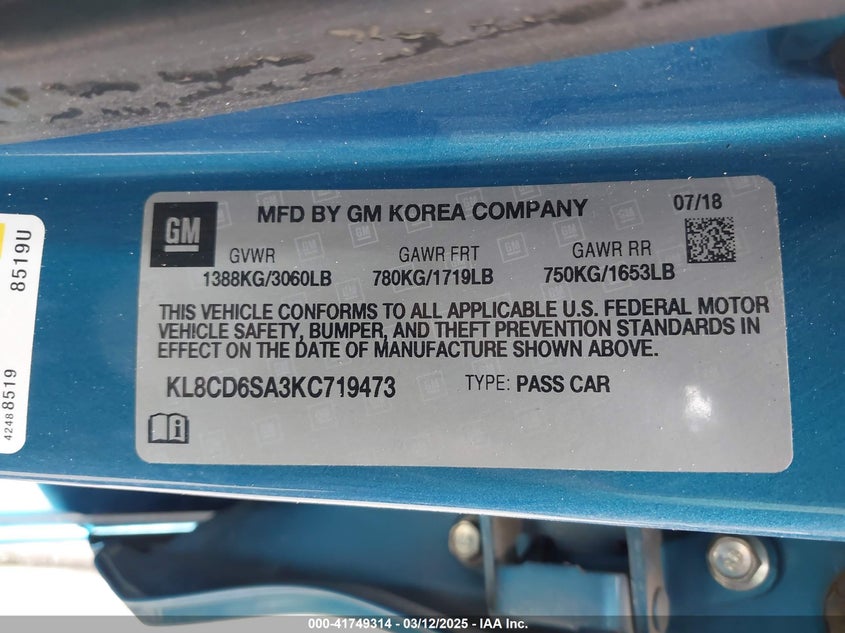 GM
MFD BY GM KOREA COMPANY
07/18
GVWR GAWR FRT GAWR RR
1388KG/3060LB 780KG/1719LB 750KG/1653LB
THIS VEHICLE CONFORMS TO ALL APPLICABLE U.S. FEDERAL MOTOR
VEHICLE SAFETY, BUMPER, AND THEFT PREVENTION STANDARDS IN
EFFECT ON THE DATE OF MANUFACTURE SHOWN ABOVE.
KL8CD6SA3KC719473 TYPE: PASS CAR
8519U
42488519
000-41749314 - 03/12/2025 - IAA Inc.